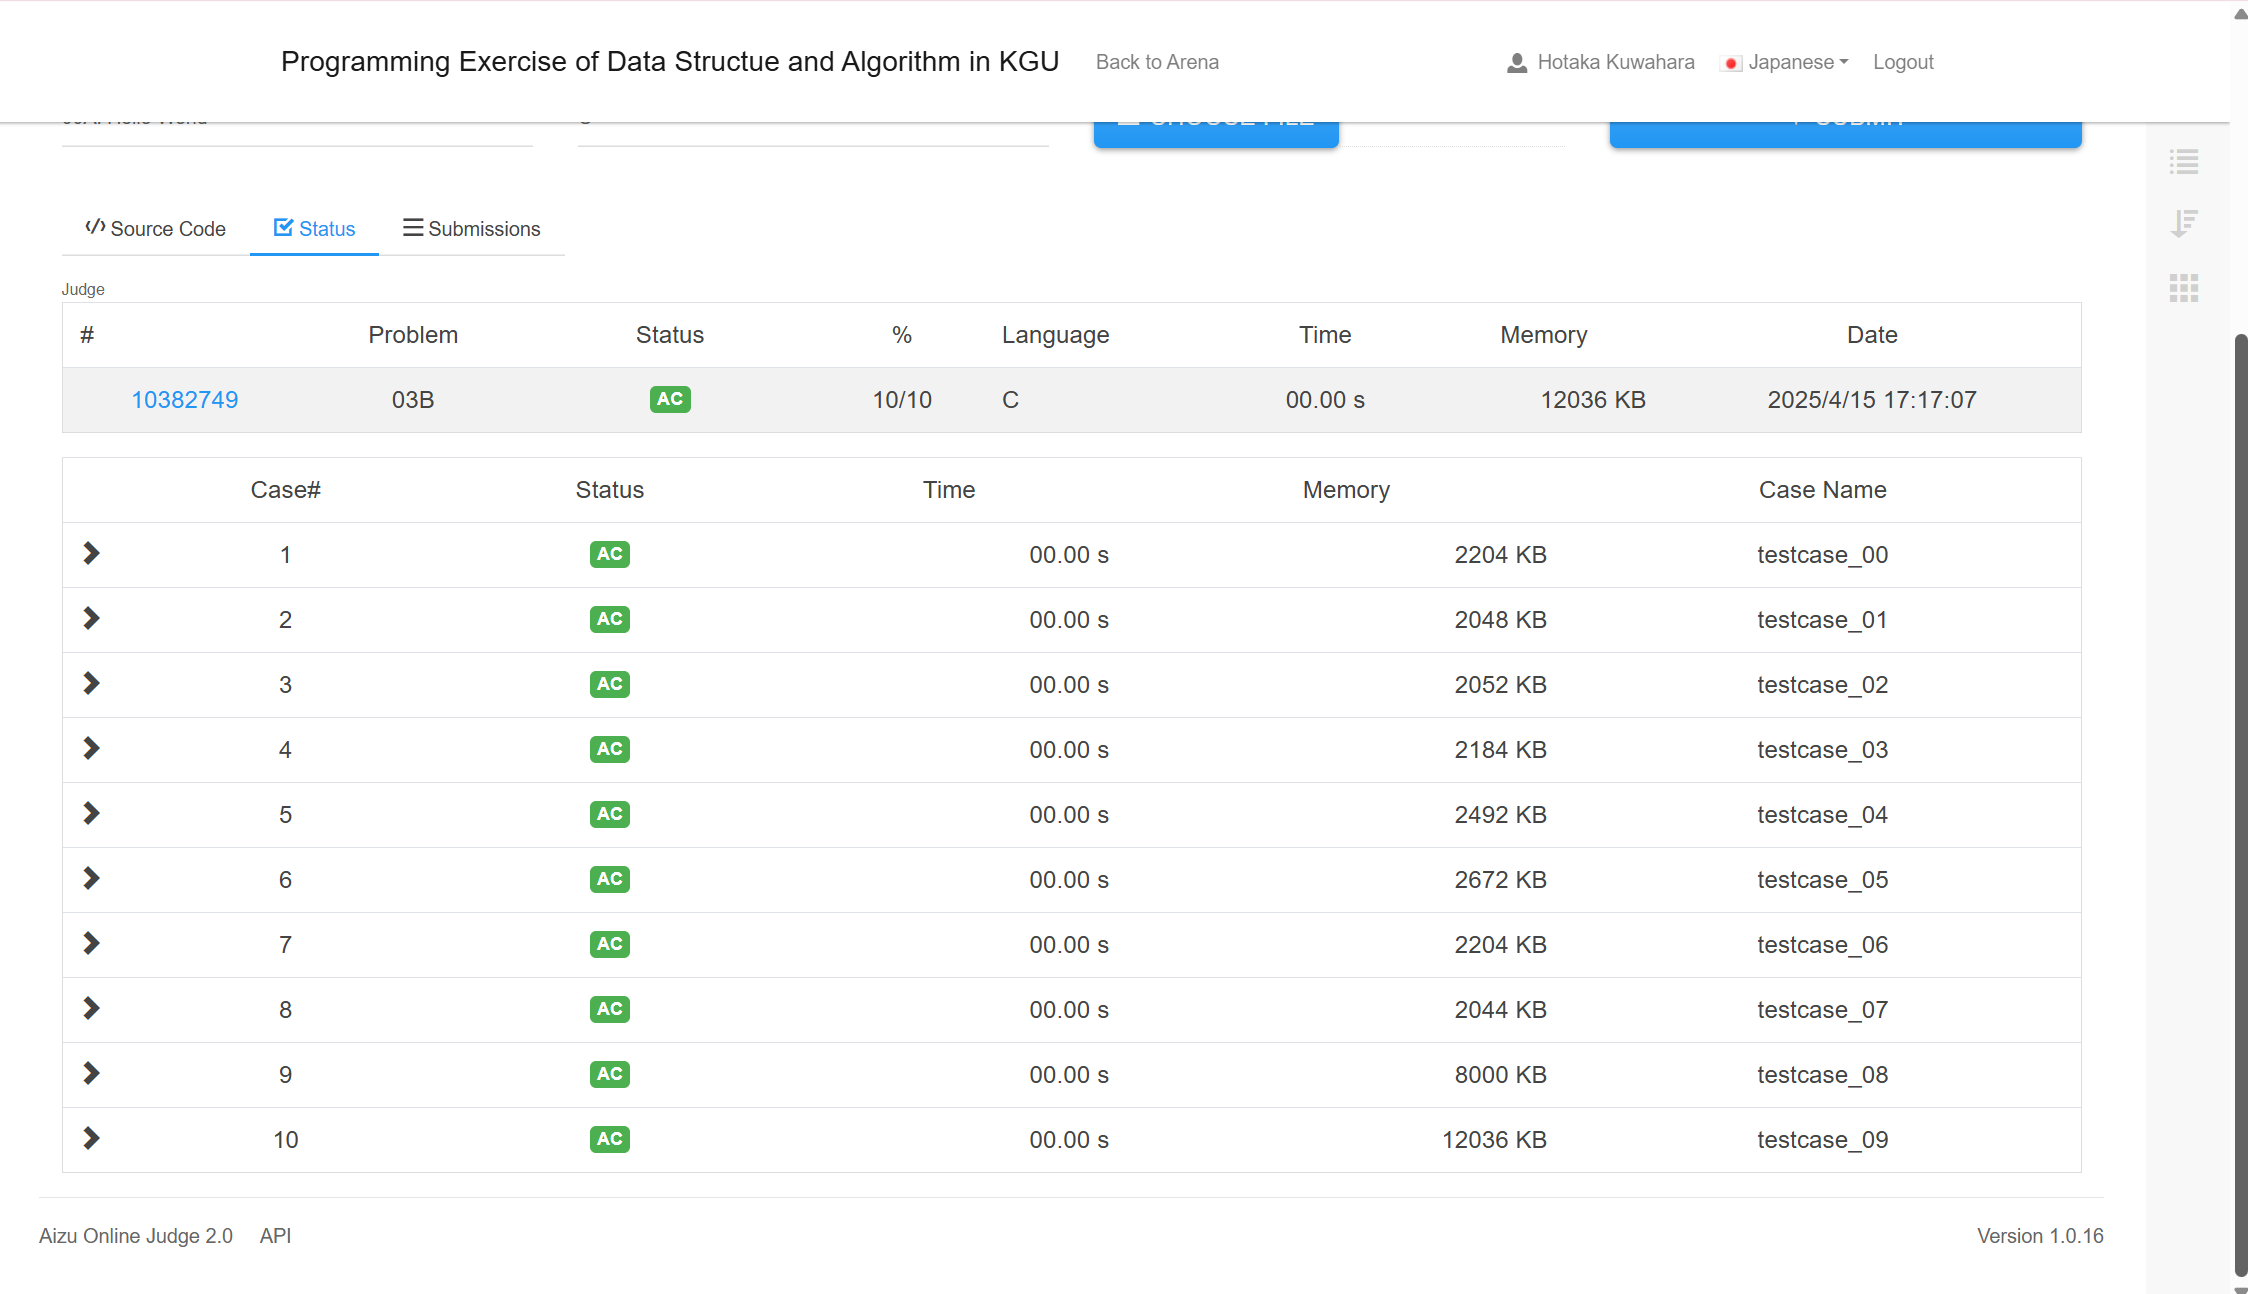 Programming Exercise of Data Structue and Algorithm in KGU Back to Arena Hotaka Kuwahara Japanese Logout
Source Code Status Submissions
Judge
# Problem Status % Language Time Memory Date
10382749 03B AC 10/10 C 00.00 s 12036 KB 2025/4/15 17:17:07
Case# Status Time Memory Case Name
1 AC 00.00 s 2204 KB testcase_00
2 AC 00.00 s 2048 KB testcase_01
3 AC 00.00 s 2052 KB testcase_02
4 AC 00.00 s 2184 KB testcase_03
5 AC 00.00 s 2492 KB testcase_04
6 AC 00.00 s 2672 KB testcase_05
7 AC 00.00 s 2204 KB testcase_06
8 AC 00.00 s 2044 KB testcase_07
9 AC 00.00 s 8000 KB testcase_08
10 AC 00.00 s 12036 KB testcase_09
Aizu Online Judge 2.0 API Version 1.0.16